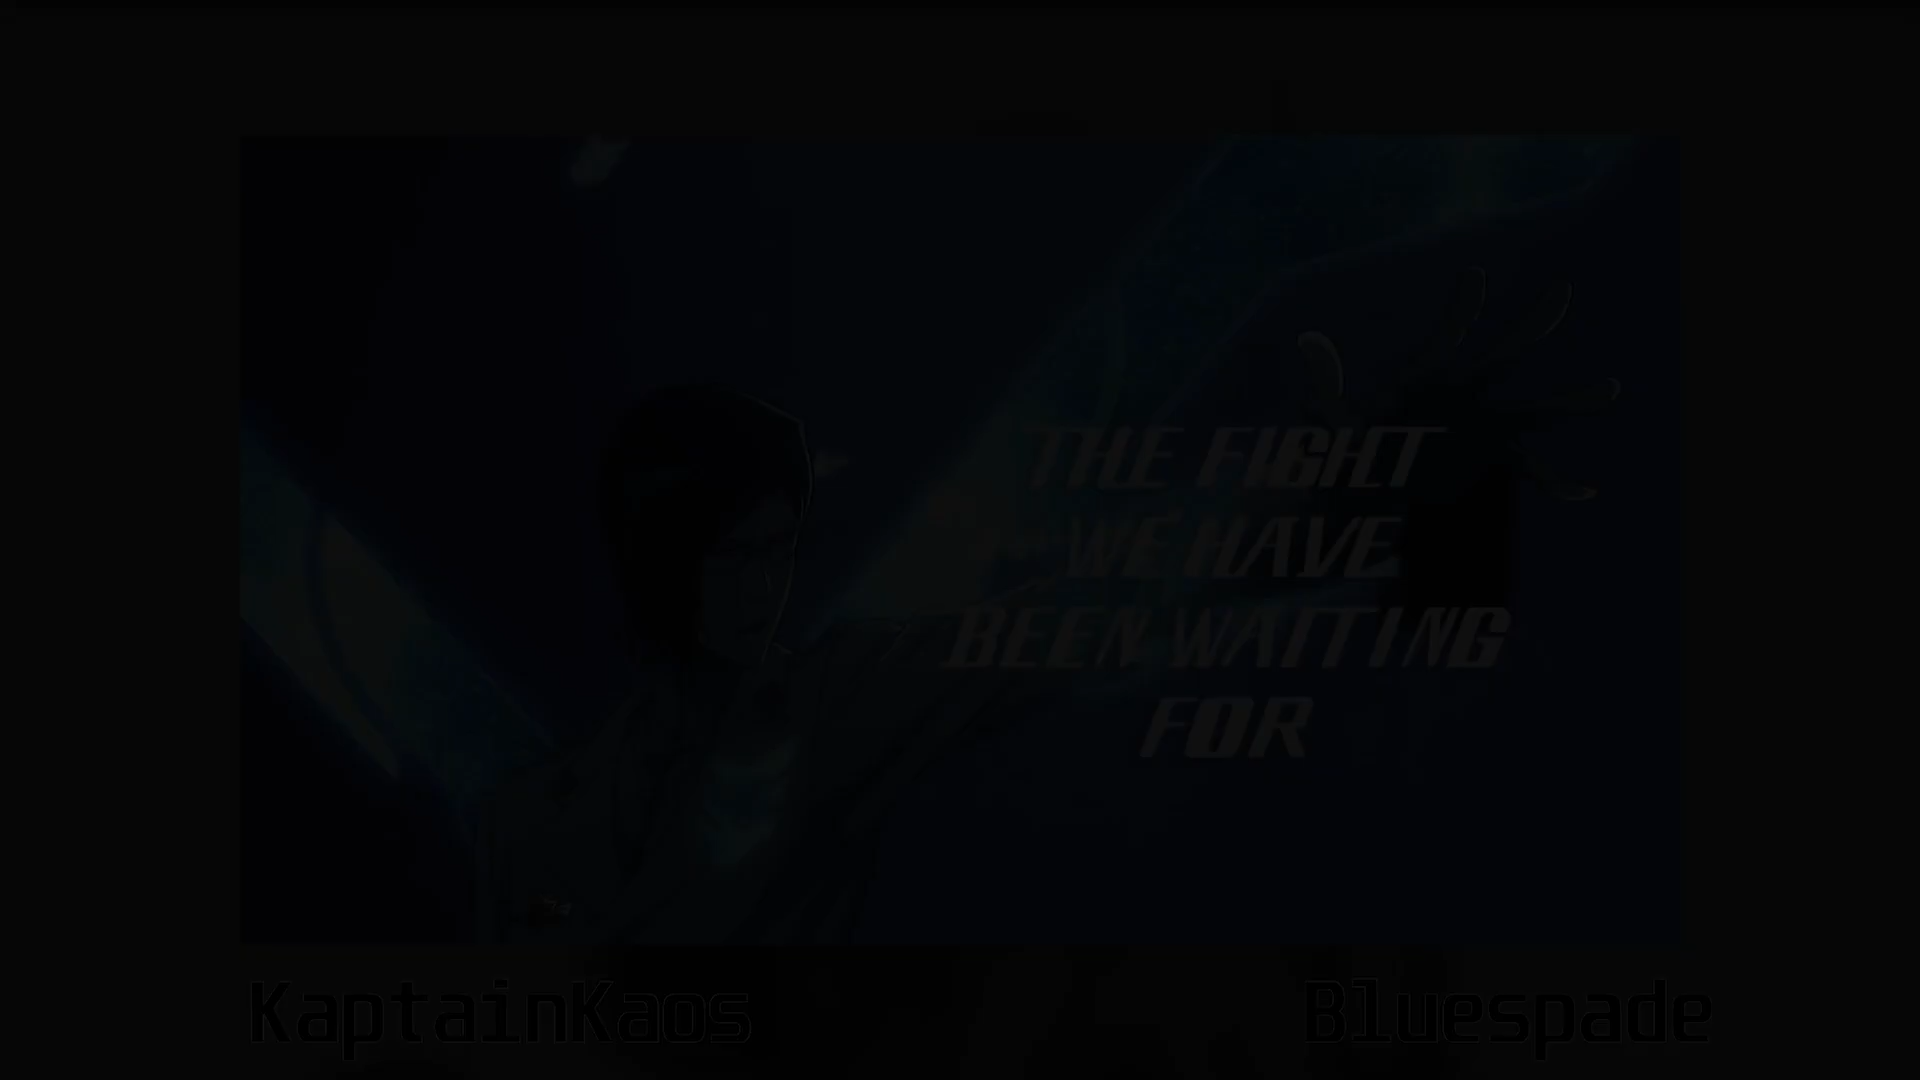 THE FIGHT
WE HAVE
BEEN WAITING
FOR
KaptainKaos
Bluespade